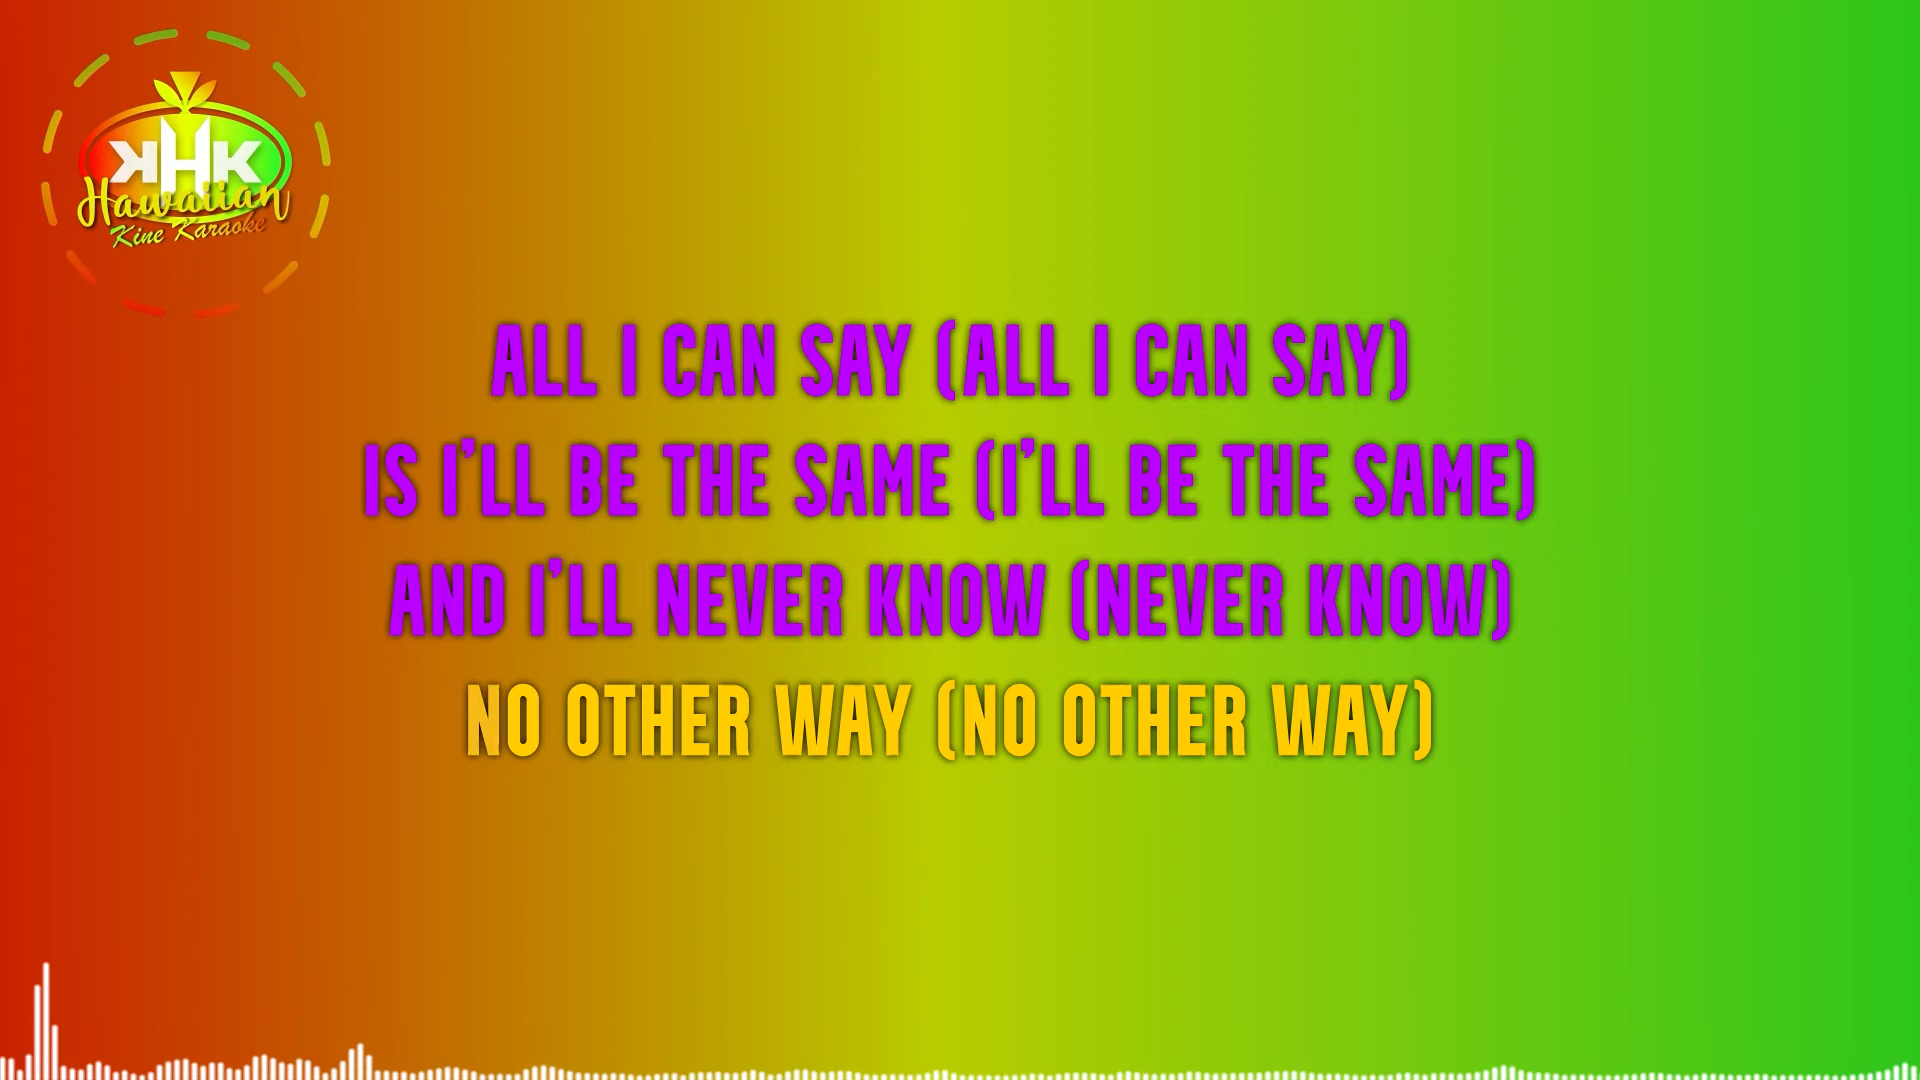 KHK
Hawaiian
Kine Karaoke
ALL I CAN SAY (ALL I CAN SAY)
IS I'LL BE THE SAME (I'LL BE THE SAME)
AND I'LL NEVER KNOW (NEVER KNOW)
NO OTHER WAY (NO OTHER WAY)